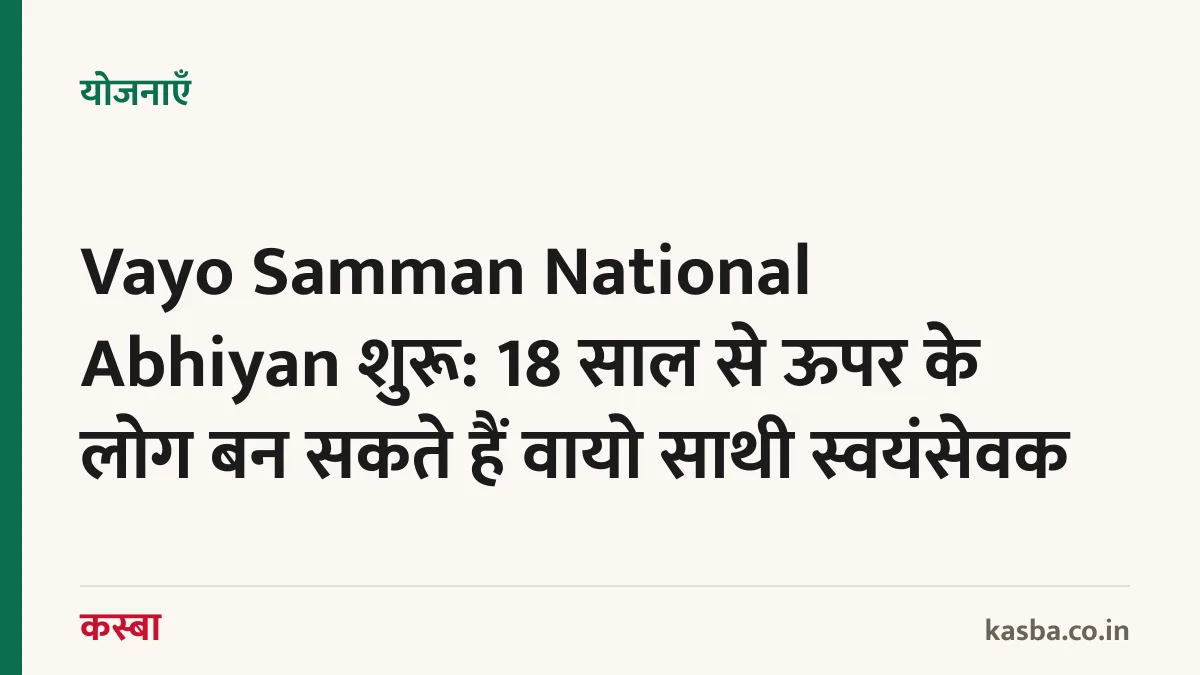 योजनाएँ
Vayo Samman National
Abhiyan शुरू: 18 साल से ऊपर के
लोग बन सकते हैं वायो साथी स्वयंसेवक
कस्बा
kasba.co.in